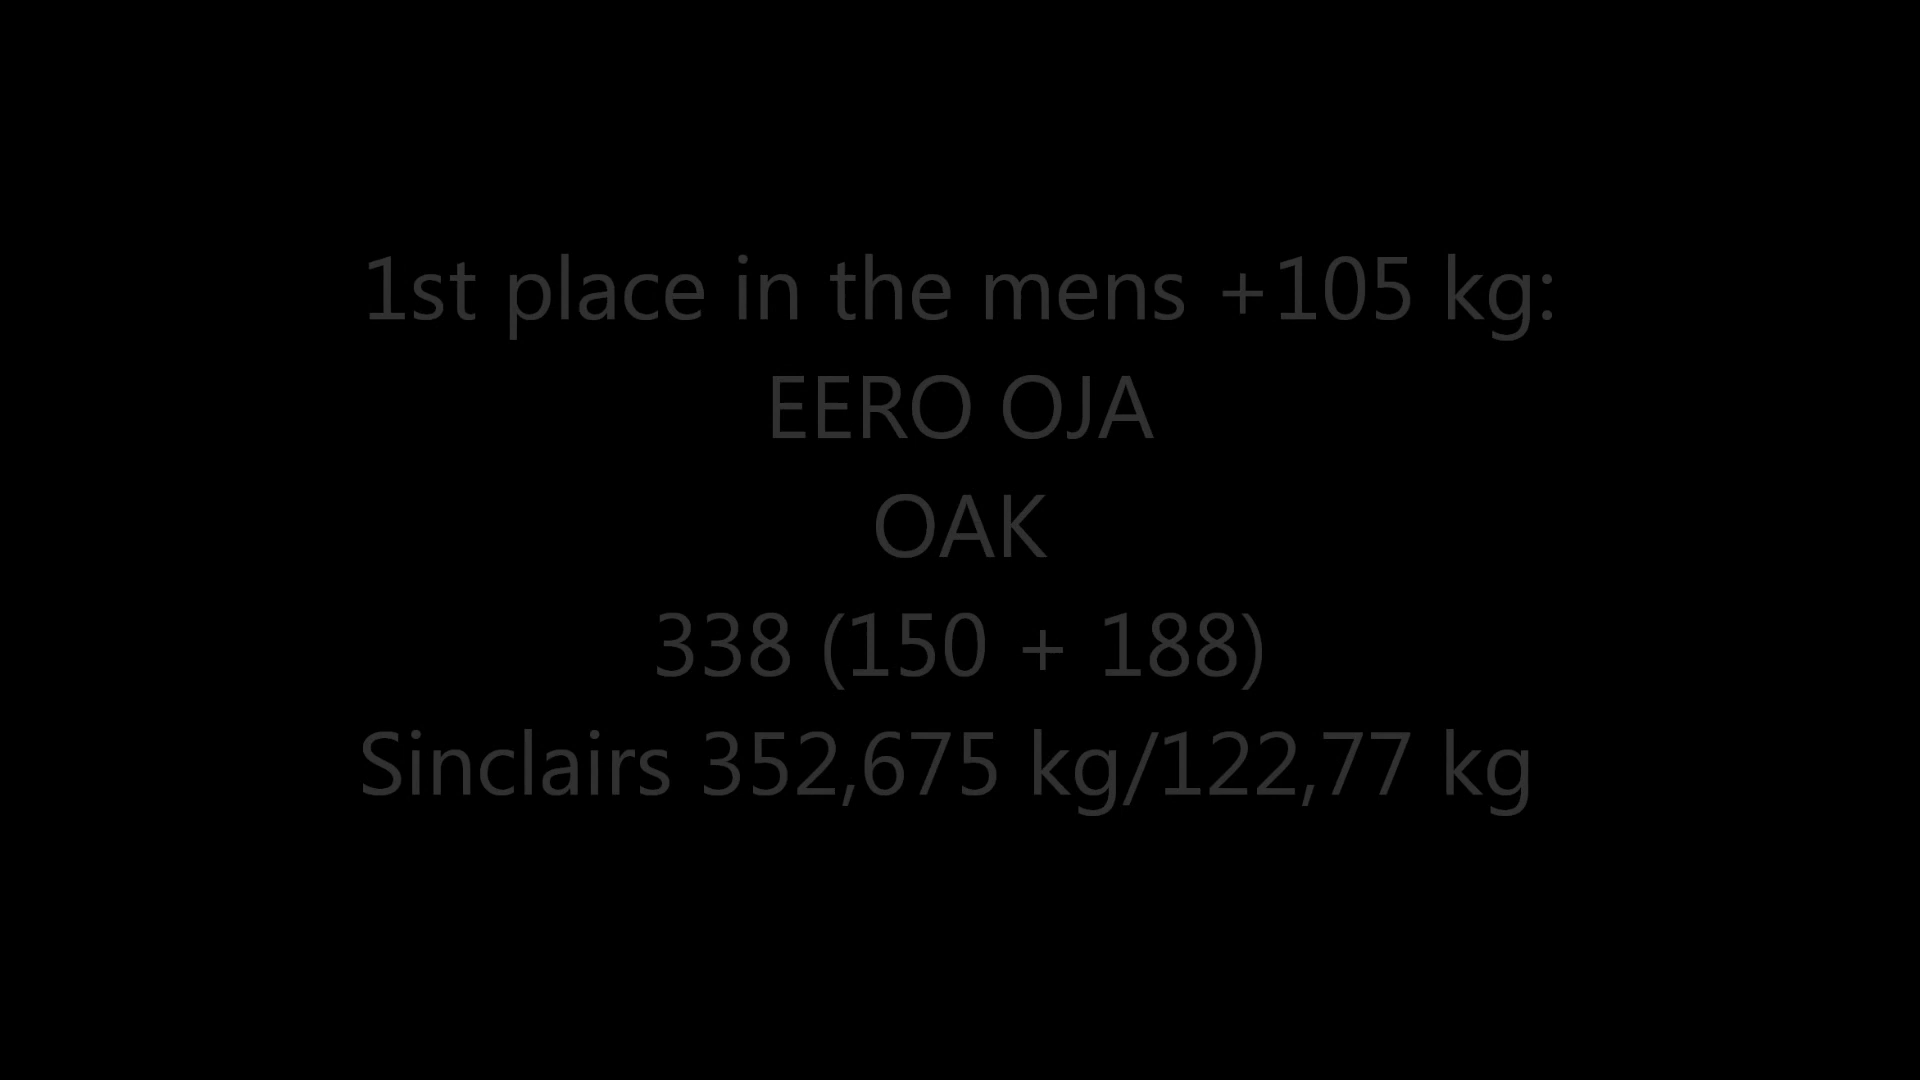 1st place in the mens +105 kg:
EERO OJA
OAK
338 (150 + 188)
Sinclairs 352,675 kg/122,77 kg